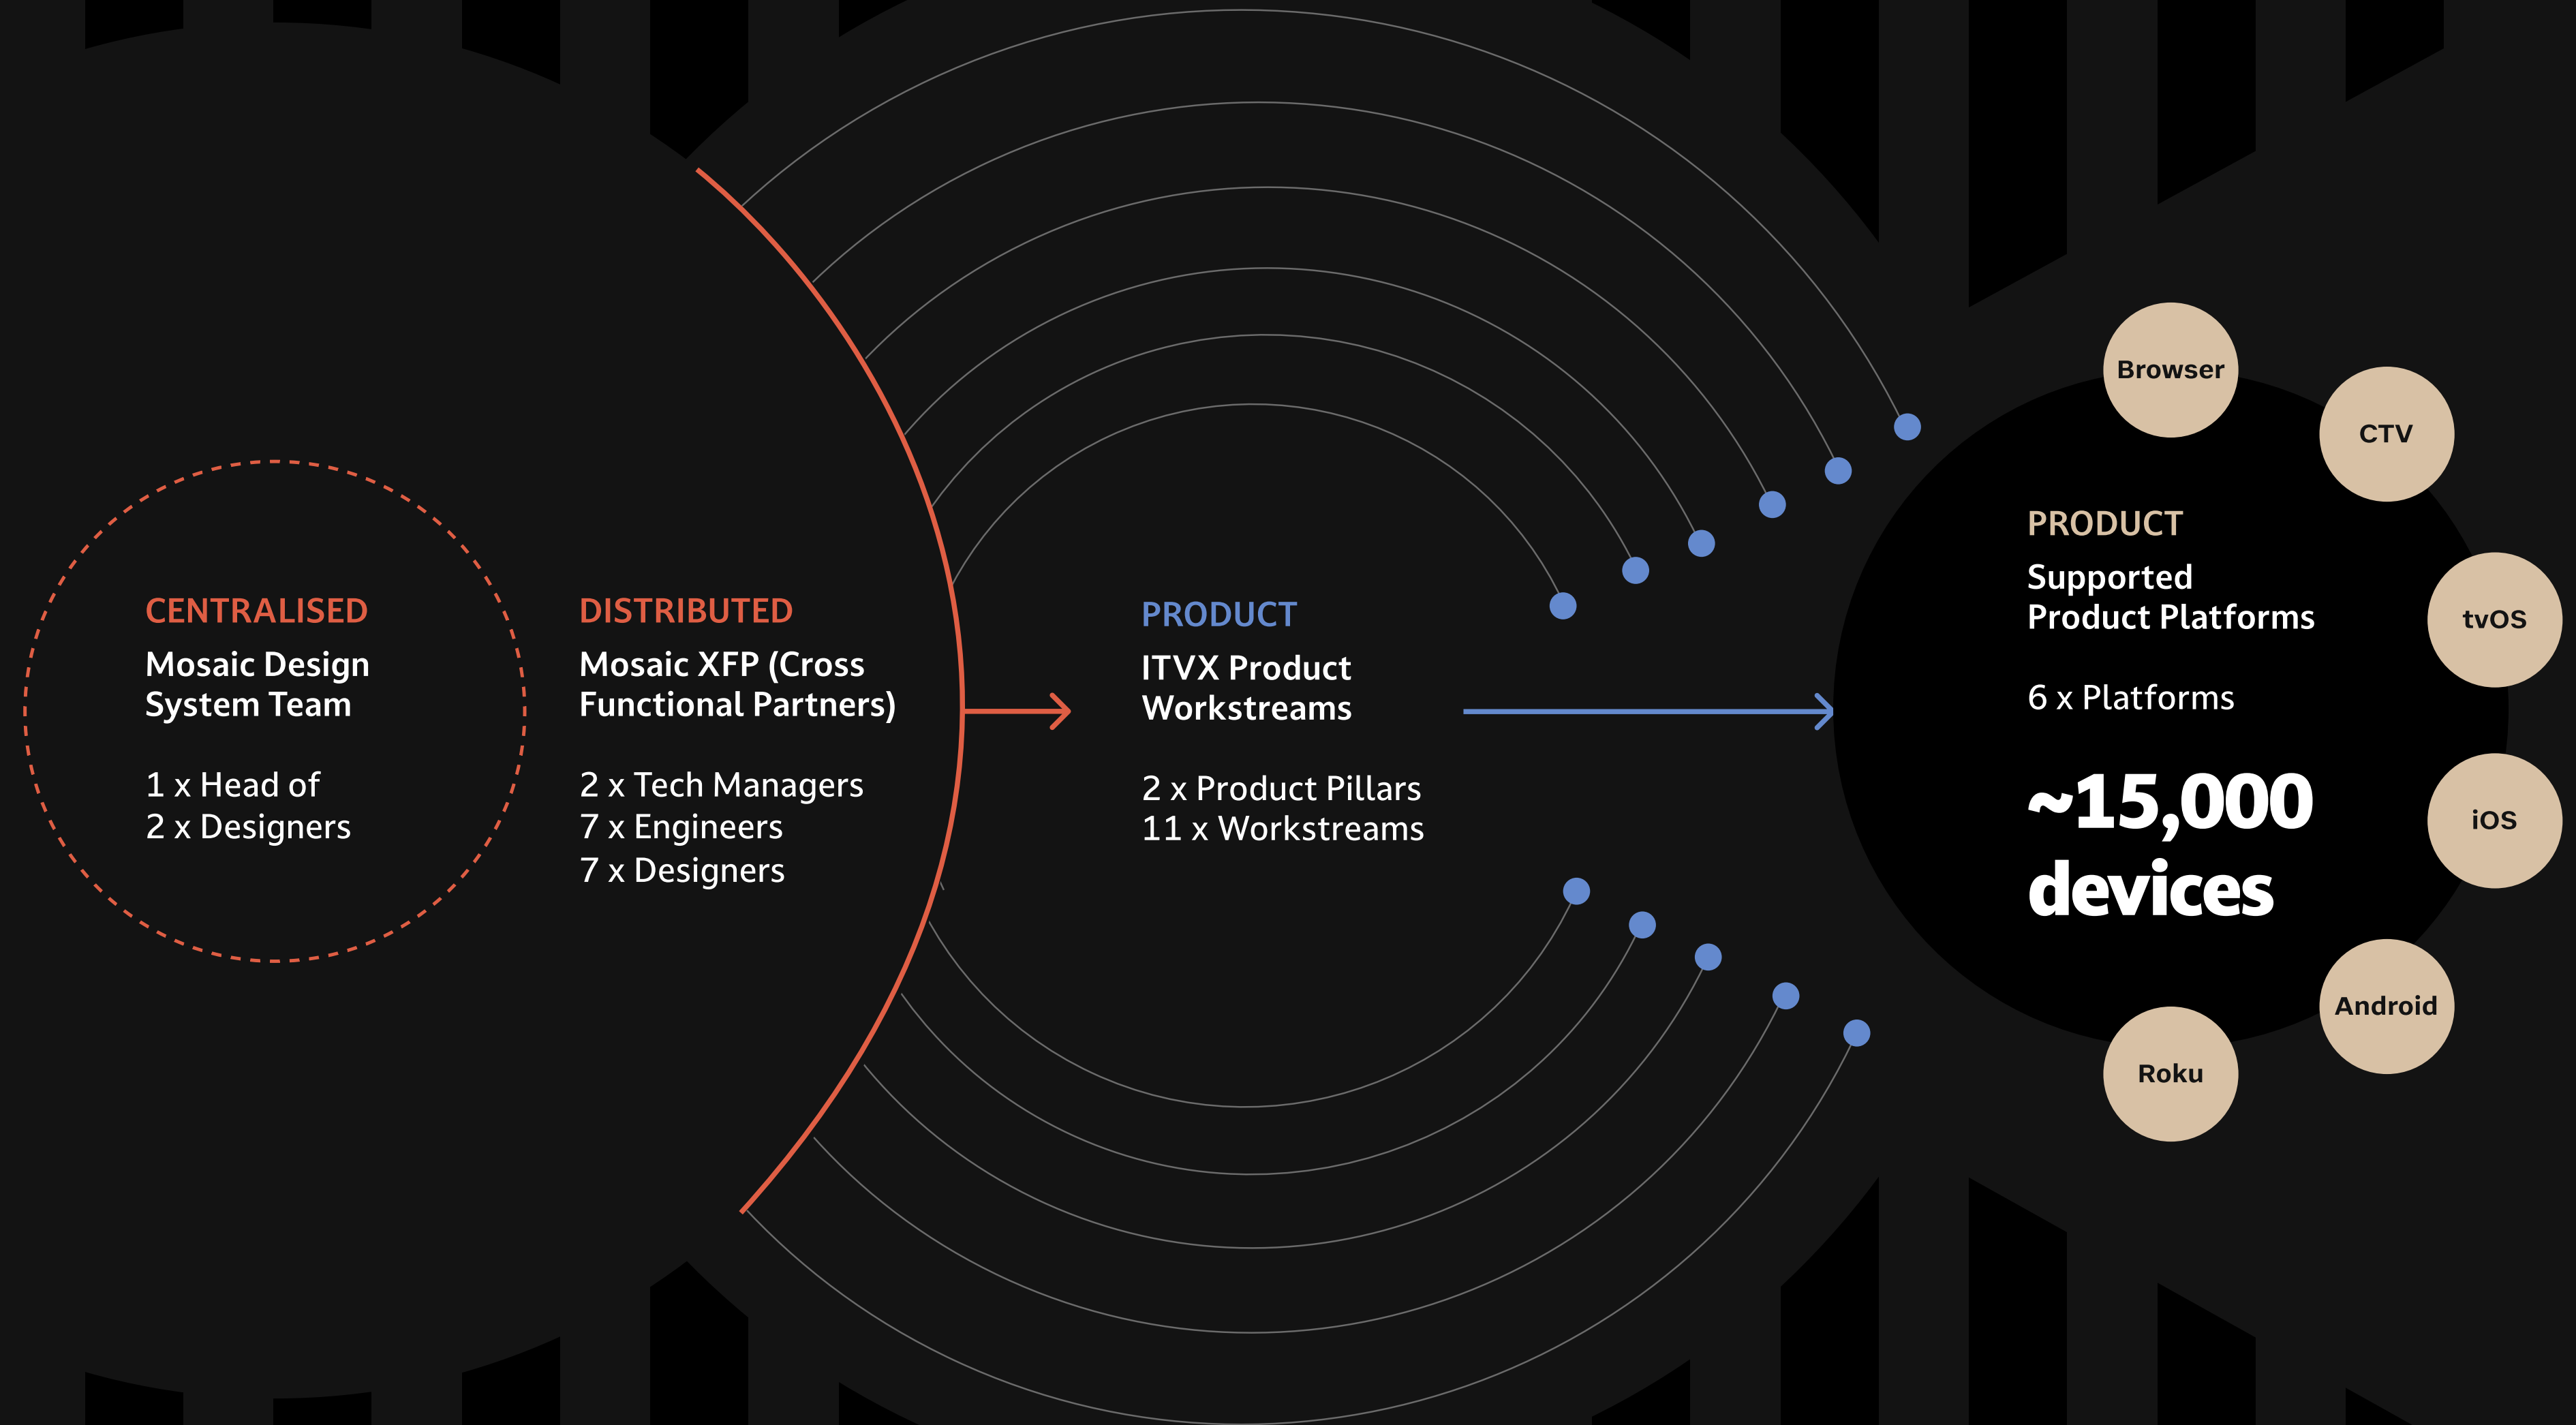 CENTRALISED
Mosaic Design
System Team
1 x Head of
2 x Designers
DISTRIBUTED
Mosaic XFP (Cross
Functional Partners)
2 x Tech Managers
7 x Engineers
7 x Designers
PRODUCT
ITVX Product
Workstreams
2 x Product Pillars
11 x Workstreams
PRODUCT
Supported
Product Platforms
6 x Platforms
~15,000
devices
Browser
CTV
tvOS
iOS
Android
Roku